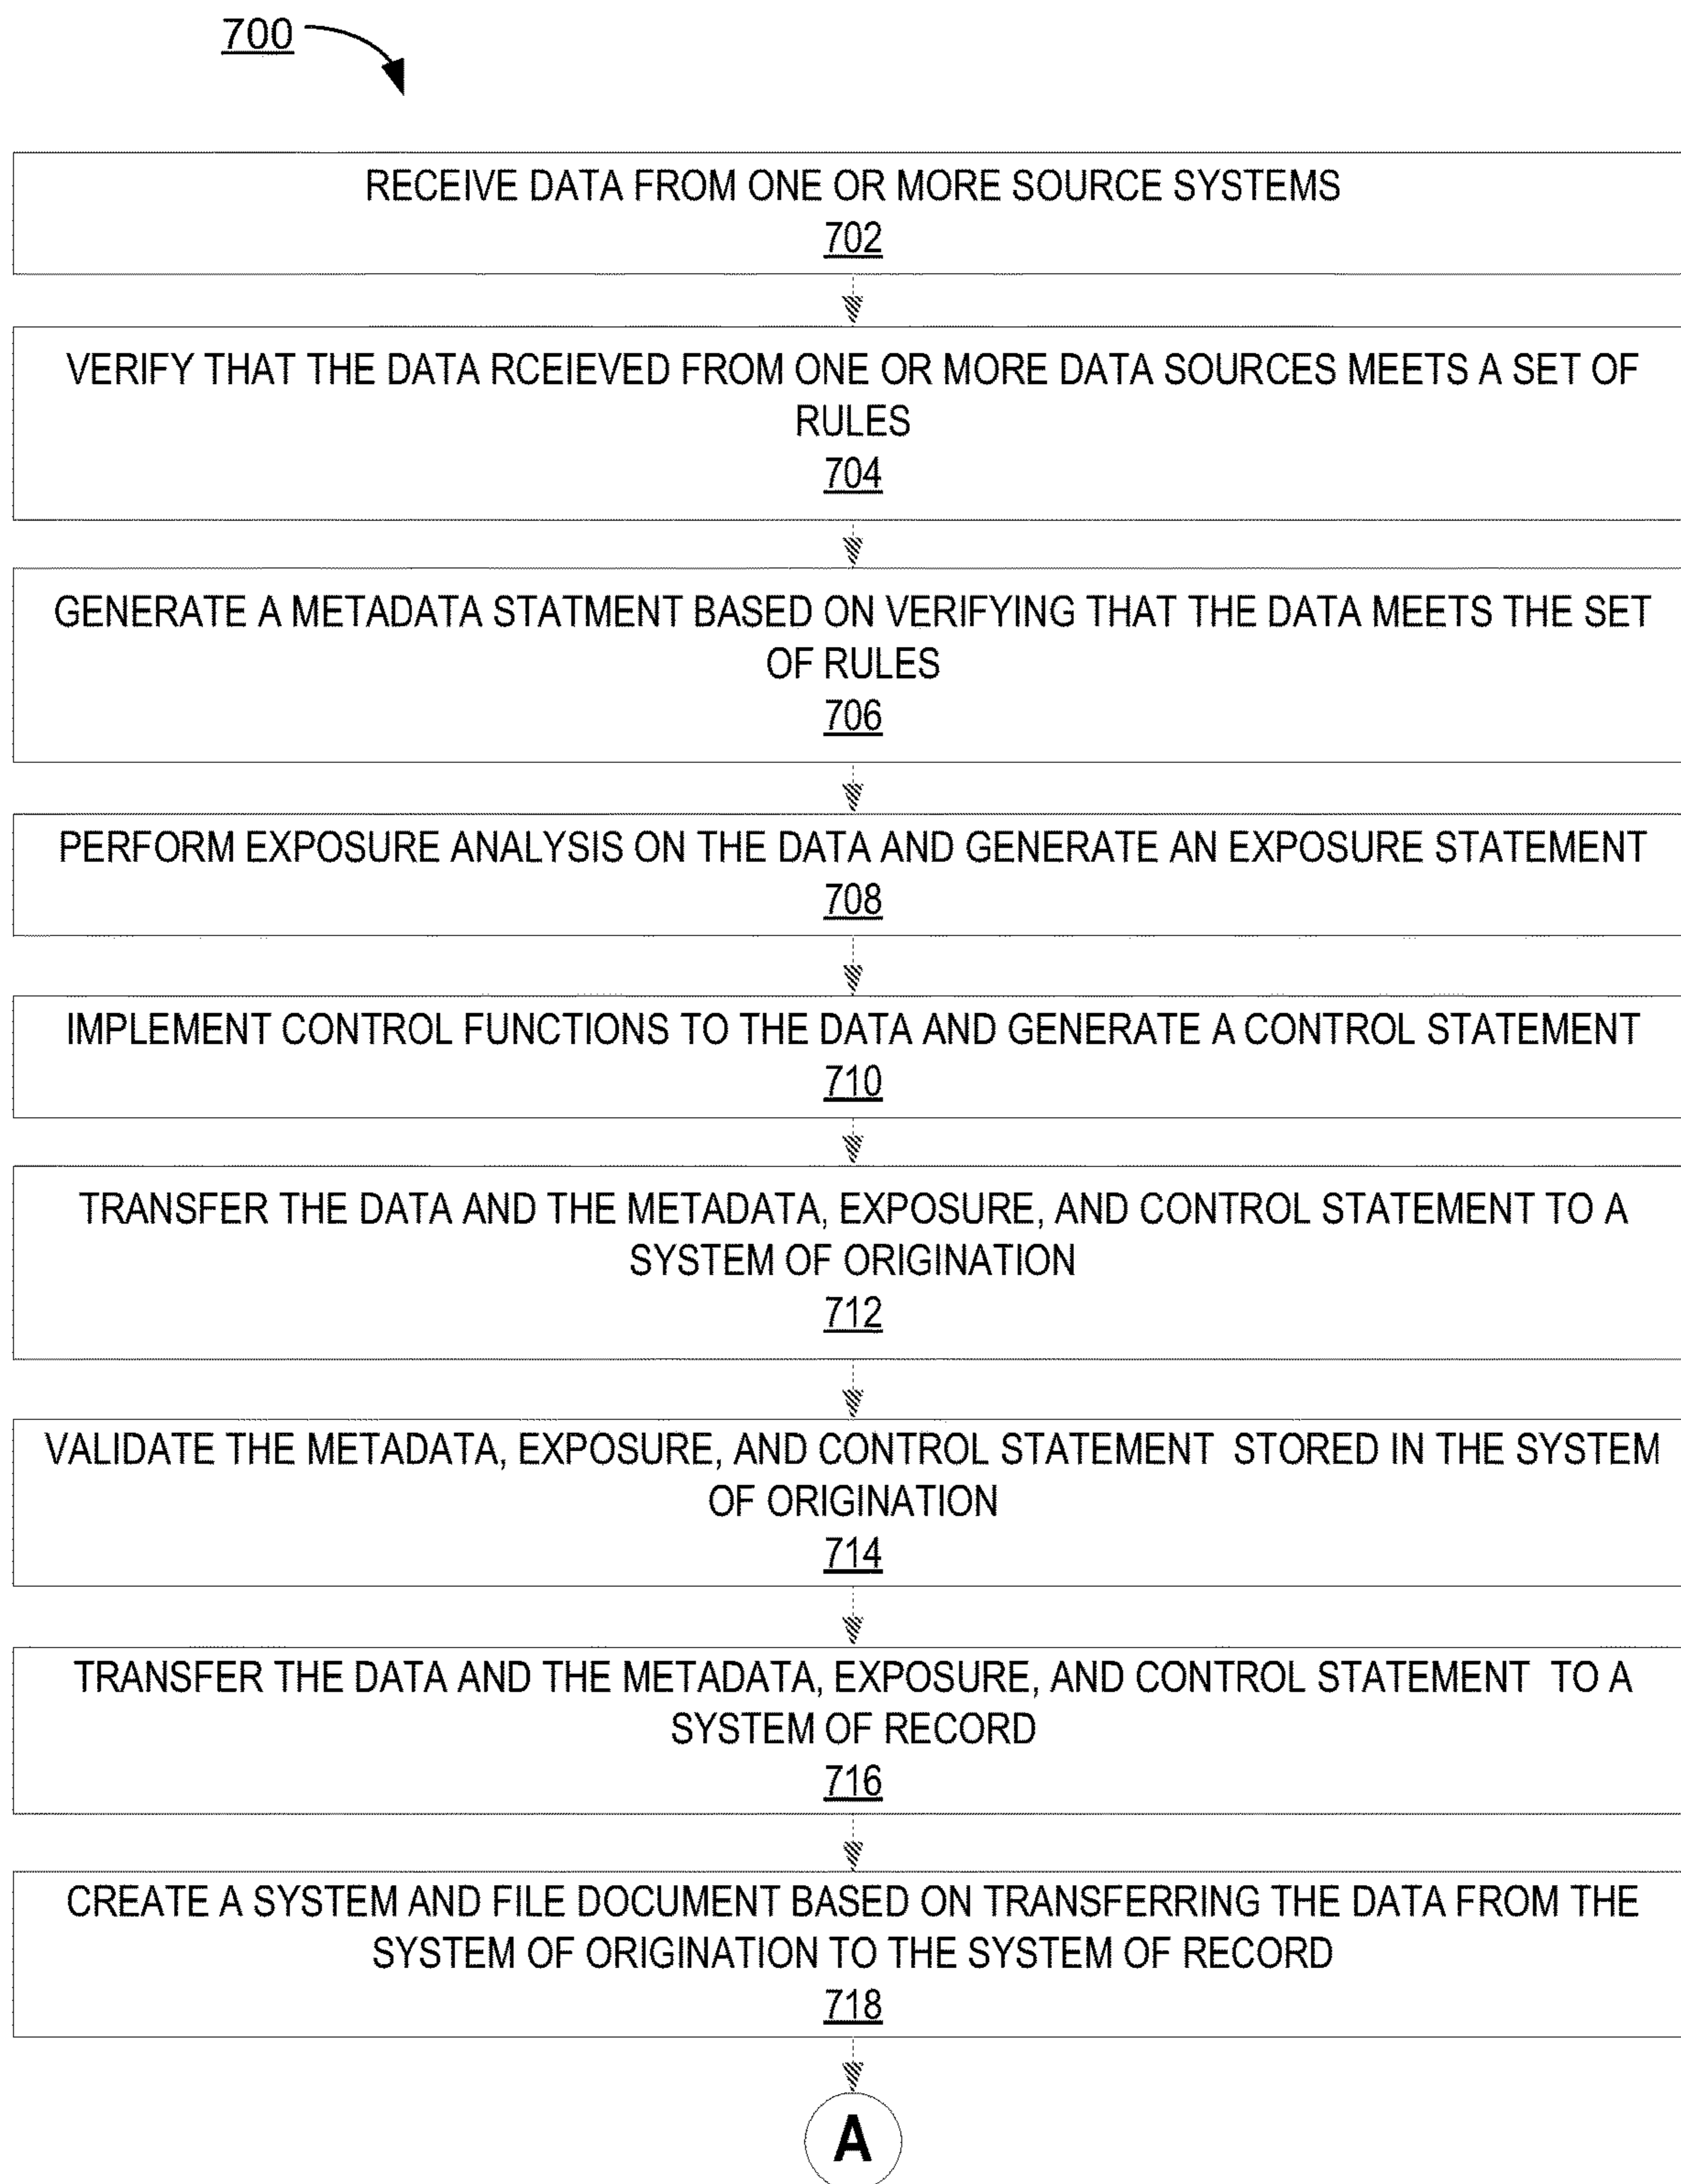 700
RECEIVE DATA FROM ONE OR MORE SOURCE SYSTEMS
702
VERIFY THAT THE DATA RCEIEVED FROM ONE OR MORE DATA SOURCES MEETS A SET OF
RULES
704
GENERATE A METADATA STATMENT BASED ON VERIFYING THAT THE DATA MEETS THE SET
OF RULES
706
PERFORM EXPOSURE ANALYSIS ON THE DATA AND GENERATE AN EXPOSURE STATEMENT
708
IMPLEMENT CONTROL FUNCTIONS TO THE DATA AND GENERATE A CONTROL STATEMENT
710
TRANSFER THE DATA AND THE METADATA, EXPOSURE, AND CONTROL STATEMENT TO A
SYSTEM OF ORIGINATION
712
VALIDATE THE METADATA, EXPOSURE, AND CONTROL STATEMENT STORED IN THE SYSTEM
OF ORIGINATION
714
TRANSFER THE DATA AND THE METADATA, EXPOSURE, AND CONTROL STATEMENT TO A
SYSTEM OF RECORD
716
CREATE A SYSTEM AND FILE DOCUMENT BASED ON TRANSFERRING THE DATA FROM THE
SYSTEM OF ORIGINATION TO THE SYSTEM OF RECORD
718
A